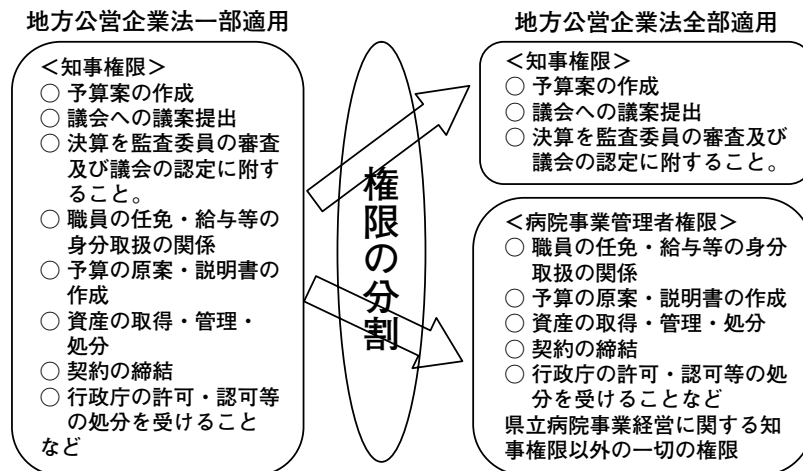 地方公営企業法一部適用
＜知事権限＞
○ 予算案の作成
○ 議会への議案提出
○ 決算を監査委員の審査
及び議会の認定に附す
ること。
○ 職員の任免・給与等の
身分取扱の関係
○ 予算の原案・説明書の
作成
○ 資産の取得・管理・
処分
○ 契約の締結
○ 行政庁の許可・認可等
の処分を受けること
など
権限の分割
地方公営企業法全部適用
＜知事権限＞
○ 予算案の作成
○ 議会への議案提出
○ 決算を監査委員の審査及び
議会の認定に附すること。
＜病院事業管理者権限＞
○ 職員の任免・給与等の身分
取扱の関係
○ 予算の原案・説明書の作成
○ 資産の取得・管理・処分
○ 契約の締結
○ 行政庁の許可・認可等の処
分を受けることなど
県立病院事業経営に関する知
事権限以外の一切の権限